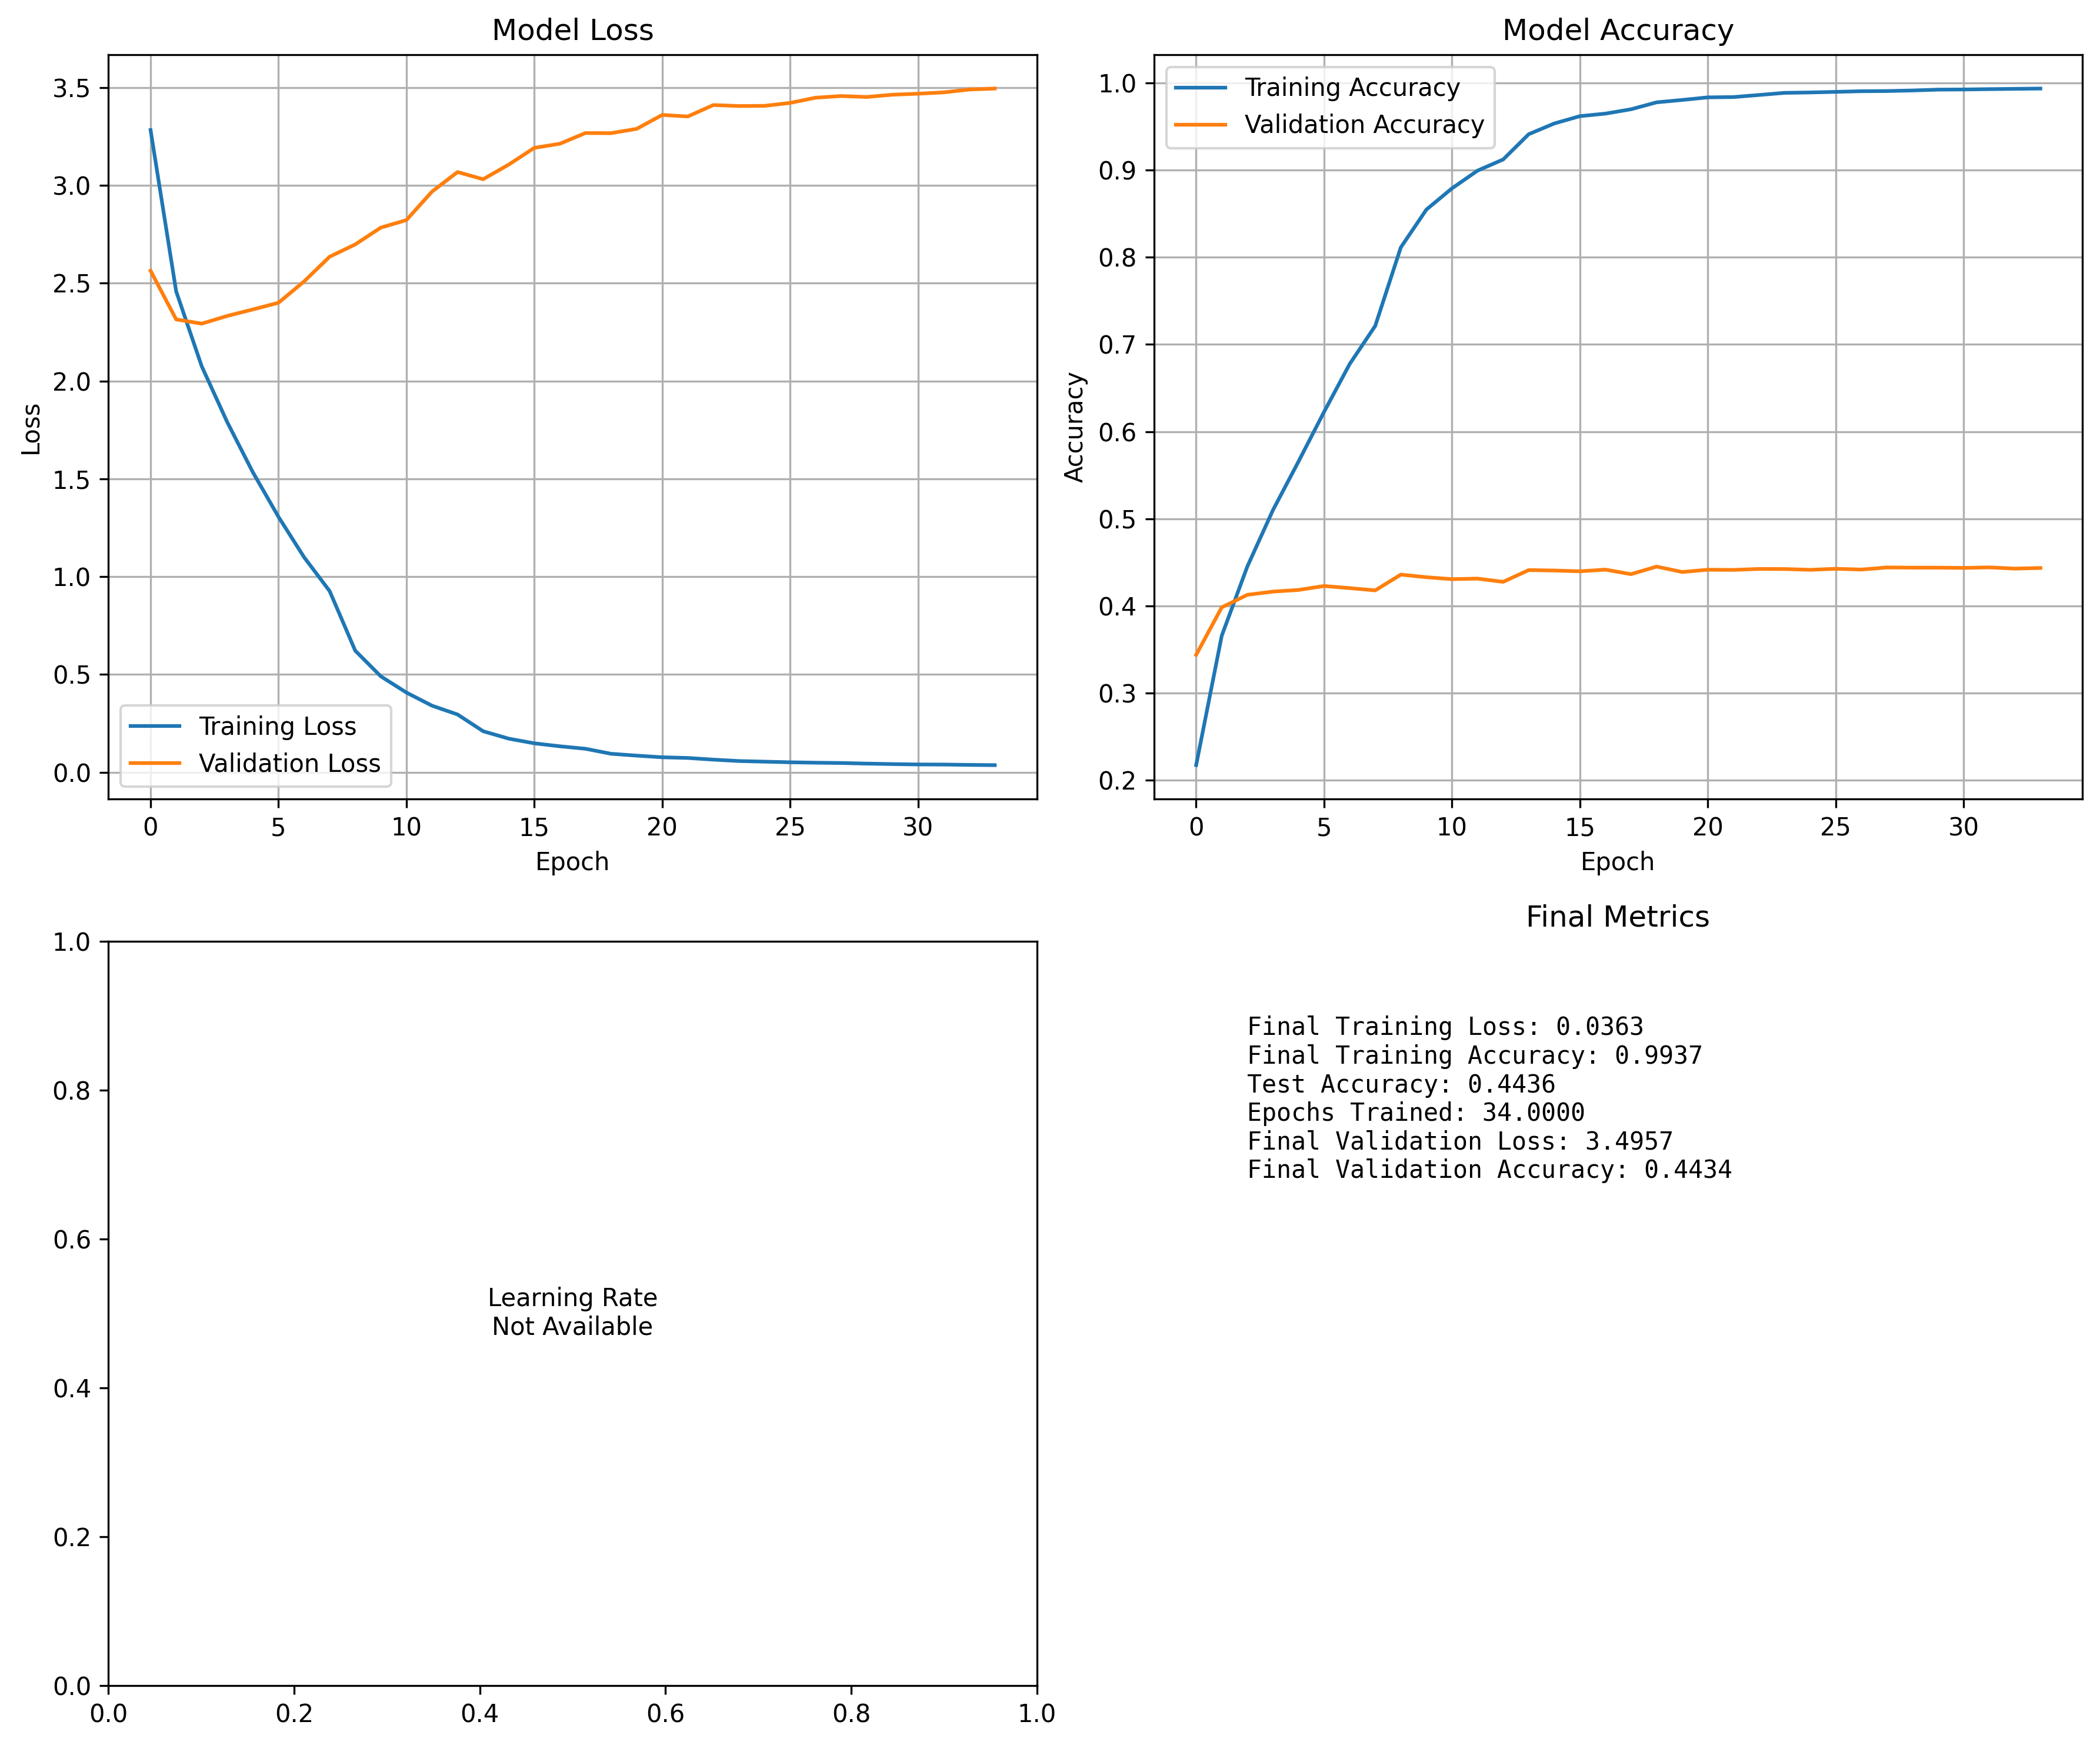 Model Loss
3.5
3.0
2.5
2.0
1.5
1.0
0.5
0.0
Loss
Training Loss
Validation Loss
0 5 10 15 20 25 30
Epoch
Model Accuracy
1.0
0.9
0.8
0.7
0.6
0.5
0.4
0.3
0.2
Accuracy
Training Accuracy
Validation Accuracy
0 5 10 15 20 25 30
Epoch
1.0
0.8
0.6
0.4
0.2
0.0
Learning Rate
Not Available
0.0 0.2 0.4 0.6 0.8 1.0
Final Metrics
Final Training Loss: 0.0363
Final Training Accuracy: 0.9937
Test Accuracy: 0.4436
Epochs Trained: 34.0000
Final Validation Loss: 3.4957
Final Validation Accuracy: 0.4434